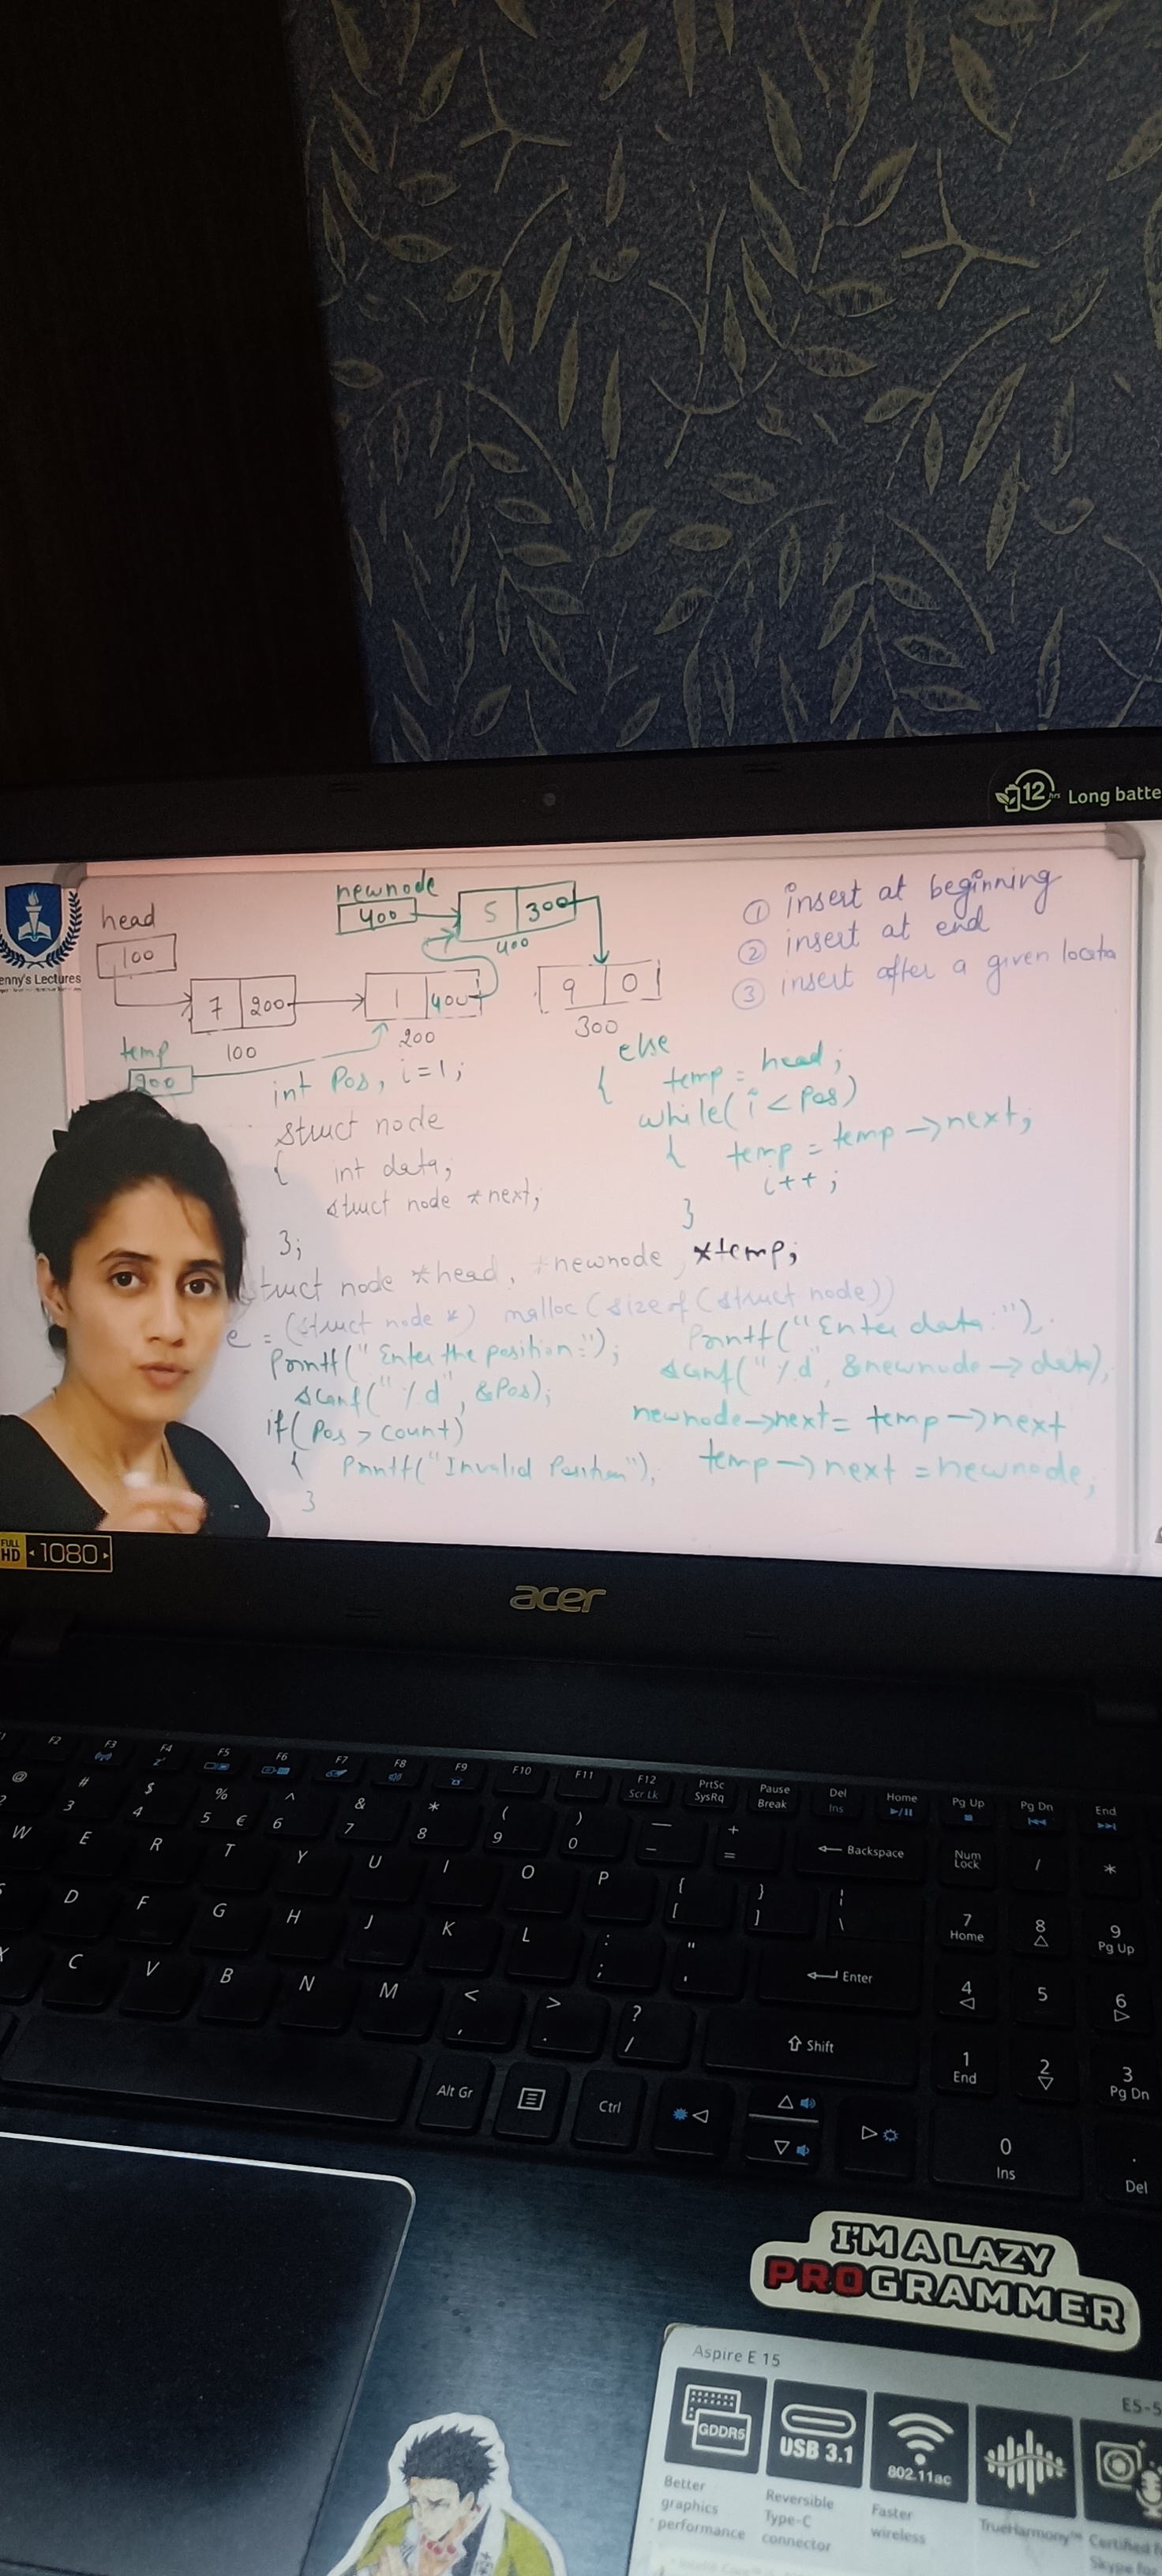 12 hrs Long batte
enny's Lectures
head
100
newnode
400
5 300
400
7 200
100
1 400
200
9 0
300
temp
200
① insert at beginning
② insert at end
③ insert after a given locatio
int Pos, i=1;
struct node
{ int data;
struct node *next;
};
truct node *head, *newnode, *temp;
e = (struct node *) malloc(sizeof(struct node))
Printf("Enter the position:");
scanf("%d", &Pos);
if(Pos > count)
{ Printf("Invalid Position");
}
else
{ temp = head;
while(i < Pos)
{ temp = temp → next;
i++;
}
Printf("Enter data:");
scanf("%d", &newnode → data);
newnode→next = temp → next
temp → next = newnode;
FULL HD 1080
acer
F2 F3 F4 F5 F6 F7 F8 F9 F10 F11 F12 Scr Lk PrtSc SysRq Pause Break Del Ins Home Pg Up Pg Dn End
@ # 3 $ 4 % 5 € ^ 6 & 7 * 8 ( 9 ) 0 — - + = Backspace Num Lock / *
W E R T Y U I O P { [ } ] ¦ \ 7 Home 8 9 Pg Up
D F G H J K L : ; " ' Enter 4 5 6
X C V B N M < , > . ? / Shift 1 End 2 3 Pg Dn
Alt Gr Ctrl 0 Ins . Del
I'M A LAZY
PROGRAMMER
Aspire E 15
E5-5
GDDR5
USB 3.1
802.11ac
Better graphics performance
Reversible Type-C connector
Faster wireless
TrueHarmony™
Certified f
Skype fo